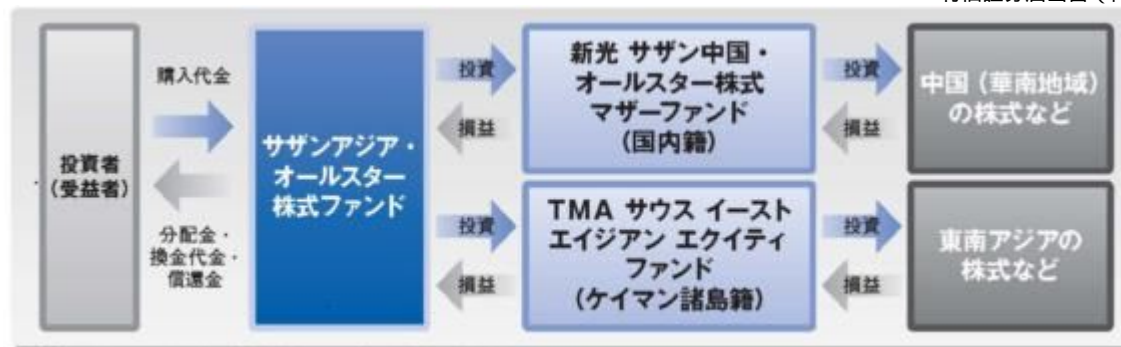 購入代金
投資者
(受益者)
分配金・
換金代金・
償還金
サザンアジア・
オールスター
株式ファンド
投資
損益
新光 サザン中国・
オールスター株式
マザーファンド
(国内籍)
投資
損益
中国(華南地域)
の株式など
投資
損益
TMA サウス イースト
エイジアン エクイティ
ファンド
(ケイマン諸島籍)
投資
損益
東南アジアの
株式など